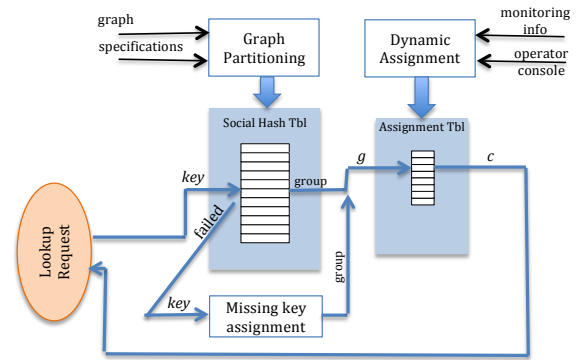 graph
specifications
Graph
Partitioning
Dynamic
Assignment
monitoring
info
operator
console
Social Hash Tbl
Assignment Tbl
key
group
g
c
failed
Lookup
Request
group
key
Missing key
assignment